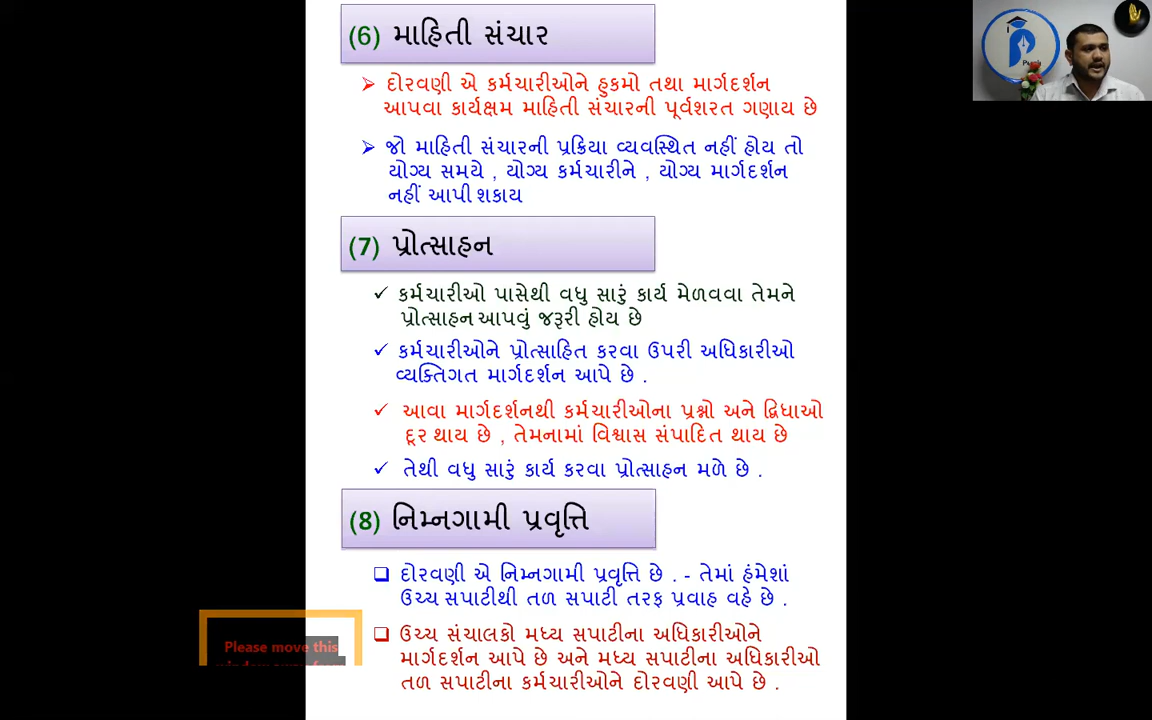 (6) માહિતી સંચાર
➢ દોરવણી એ કર્મચારીઓને હુકમો તથા માર્ગદર્શન
આપવા કાર્યક્ષમ માહિતી સંચારની પૂર્વશરત ગણાય છે
➢ જો માહિતી સંચારની પ્રક્રિયા વ્યવસ્થિત નહીં હોય તો
યોગ્ય સમયે , યોગ્ય કર્મચારીને , યોગ્ય માર્ગદર્શન
નહીં આપી શકાય
(7) પ્રોત્સાહન
✓ કર્મચારીઓ પાસેથી વધુ સારું કાર્ય મેળવવા તેમને
પ્રોત્સાહન આપવું જરૂરી હોય છે
✓ કર્મચારીઓને પ્રોત્સાહિત કરવા ઉપરી અધિકારીઓ
વ્યક્તિગત માર્ગદર્શન આપે છે .
✓ આવા માર્ગદર્શનથી કર્મચારીઓના પ્રશ્નો અને દ્વિધાઓ
દૂર થાય છે , તેમનામાં વિશ્વાસ સંપાદિત થાય છે
✓ તેથી વધુ સારું કાર્ય કરવા પ્રોત્સાહન મળે છે .
(8) નિમ્નગામી પ્રવૃત્તિ
❑ દોરવણી એ નિમ્નગામી પ્રવૃત્તિ છે . - તેમાં હંમેશાં
ઉચ્ચ સપાટીથી તળ સપાટી તરફ પ્રવાહ વહે છે .
❑ ઉચ્ચ સંચાલકો મધ્ય સપાટીના અધિકારીઓને
માર્ગદર્શન આપે છે અને મધ્ય સપાટીના અધિકારીઓ
તળ સપાટીના કર્મચારીઓને દોરવણી આપે છે .
Please move this